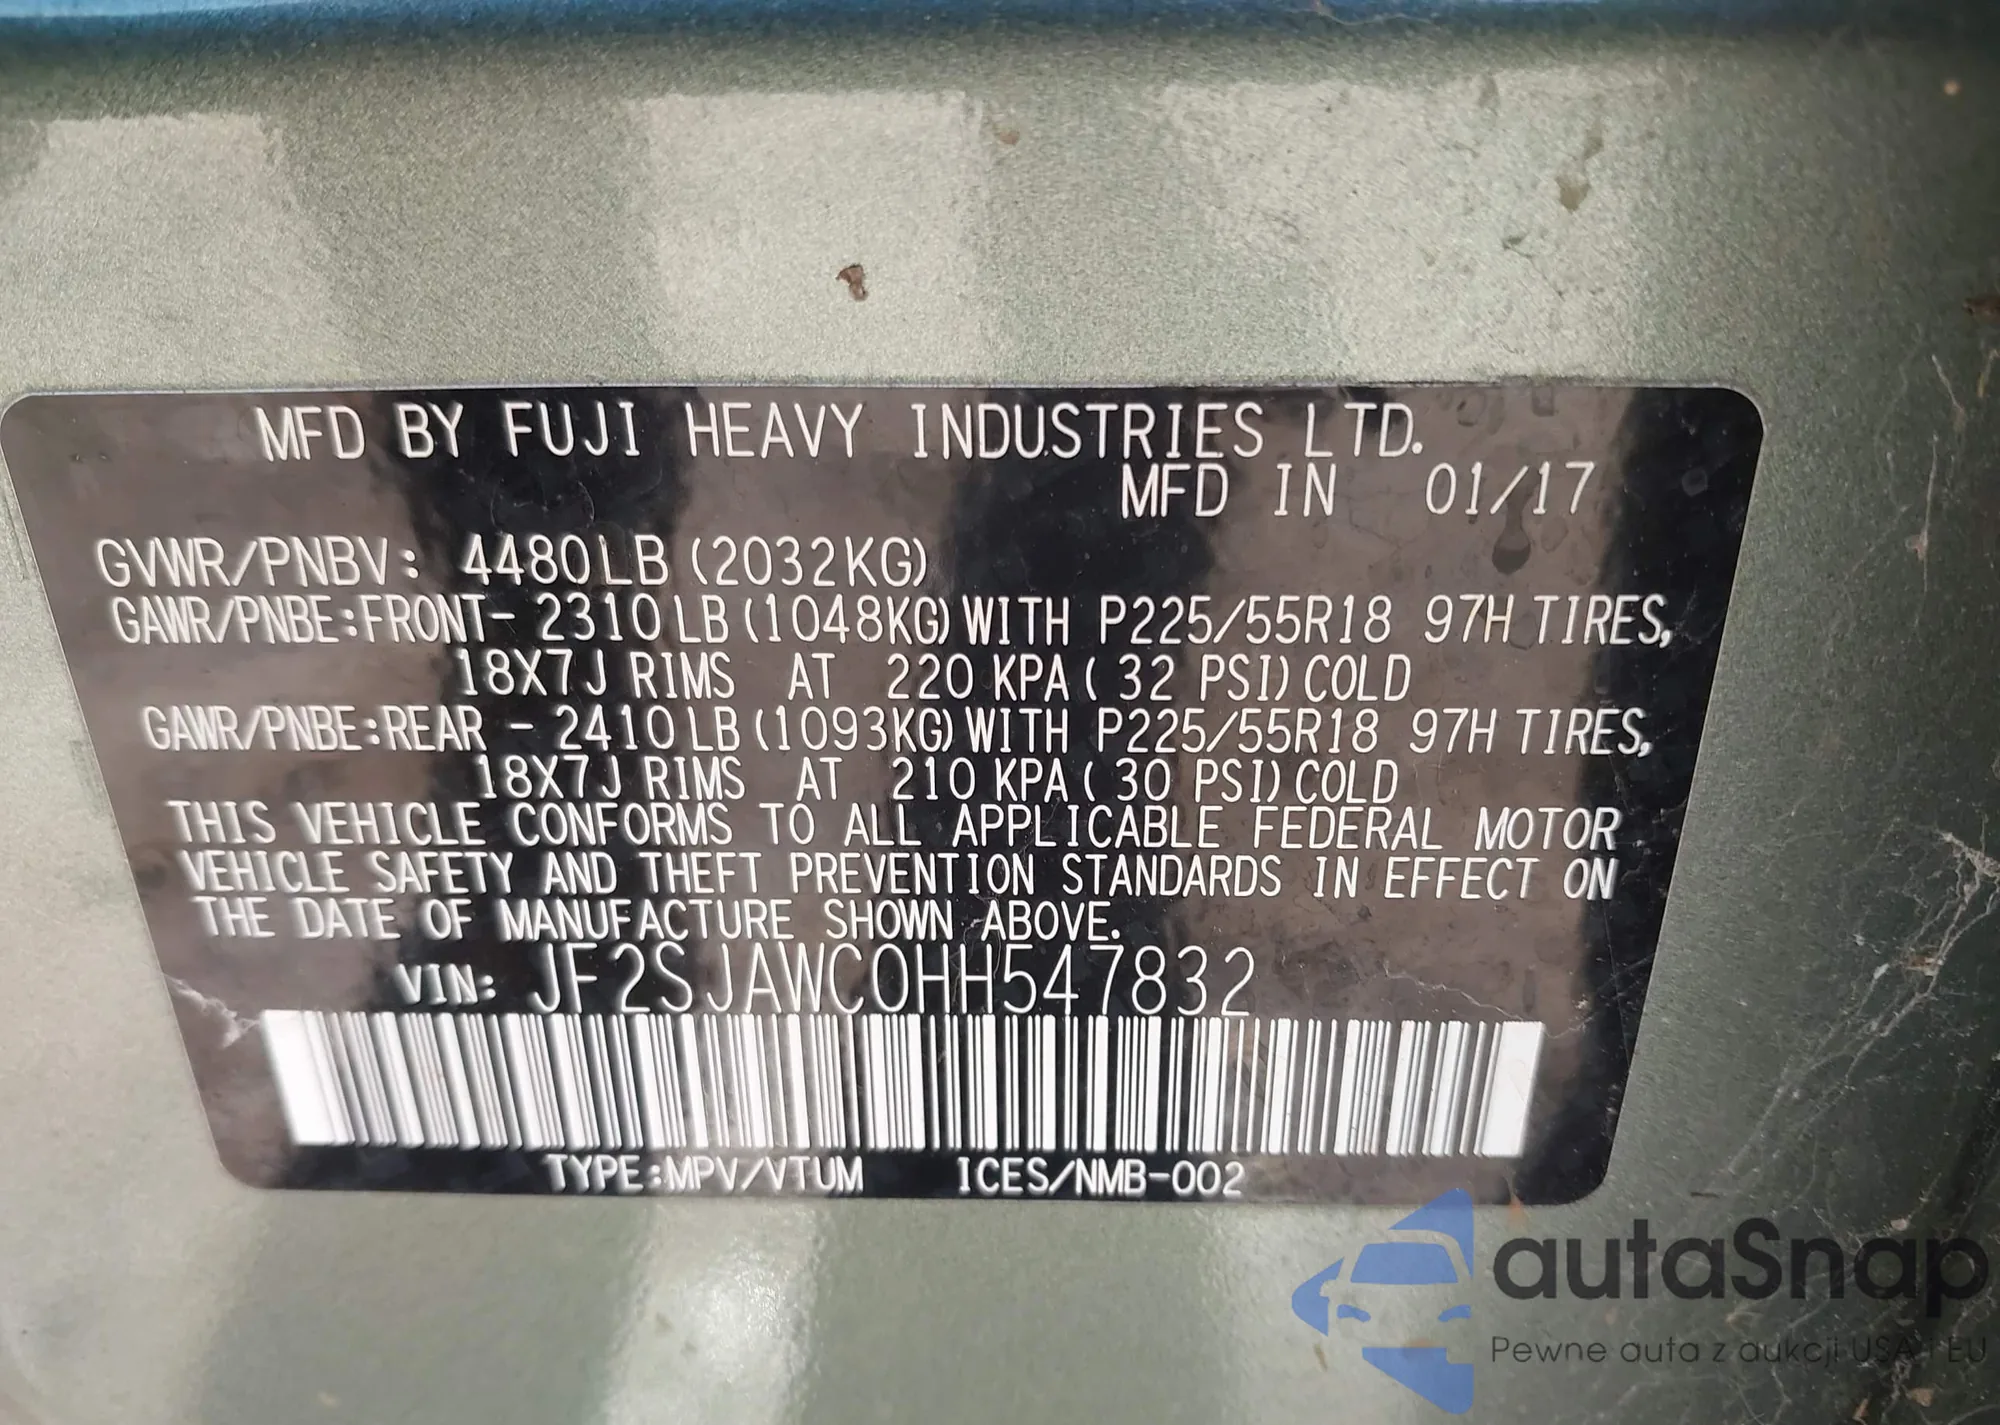 MFD BY FUJI HEAVY INDUSTRIES LTD.
MFD IN 01/17
GVWR/PNBV: 4480LB (2032KG)
GAWR/PNBE:FRONT- 2310LB(1048KG)WITH P225/55R18 97H TIRES,
18X7J RIMS AT 220 KPA( 32 PSI)COLD
GAWR/PNBE:REAR - 2410LB(1093KG)WITH P225/55R18 97H TIRES,
18X7J RIMS AT 210 KPA( 30 PSI)COLD
THIS VEHICLE CONFORMS TO ALL APPLICABLE FEDERAL MOTOR
VEHICLE SAFETY AND THEFT PREVENTION STANDARDS IN EFFECT ON
THE DATE OF MANUFACTURE SHOWN ABOVE.
VIN: JF2SJAWC0HH547832
TYPE:MPV/VTUM ICES/NMB-002
autaSnap
Pewne auta z aukcji USA i EU